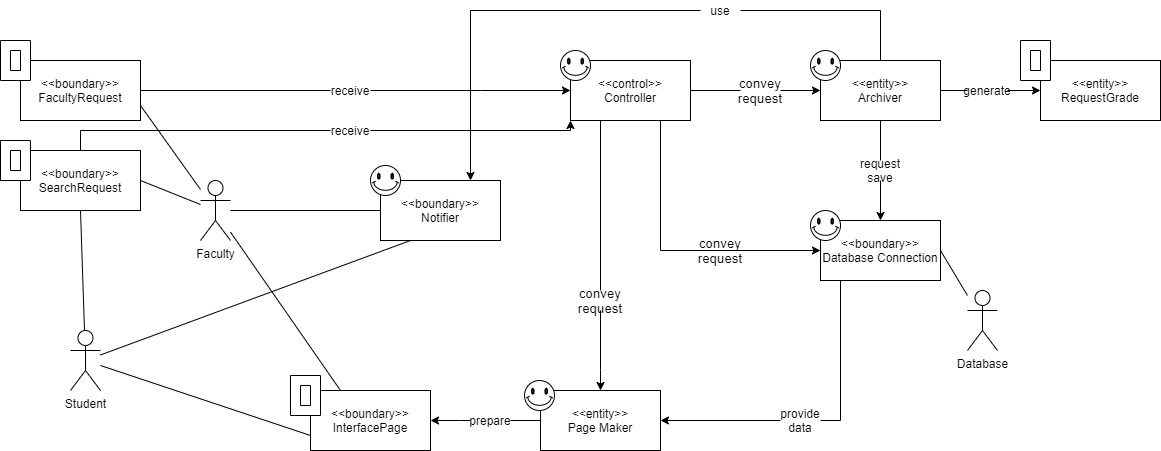 use
<<boundary>>
FacultyRequest
receive
<<control>>
Controller
convey
request
<<entity>>
Archiver
generate
<<entity>>
RequestGrade
receive
<<boundary>>
SearchRequest
request
save
<<boundary>>
Notifier
Faculty
convey
request
<<boundary>>
Database Connection
convey
request
Database
Student
<<boundary>>
InterfacePage
prepare
<<entity>>
Page Maker
provide
data